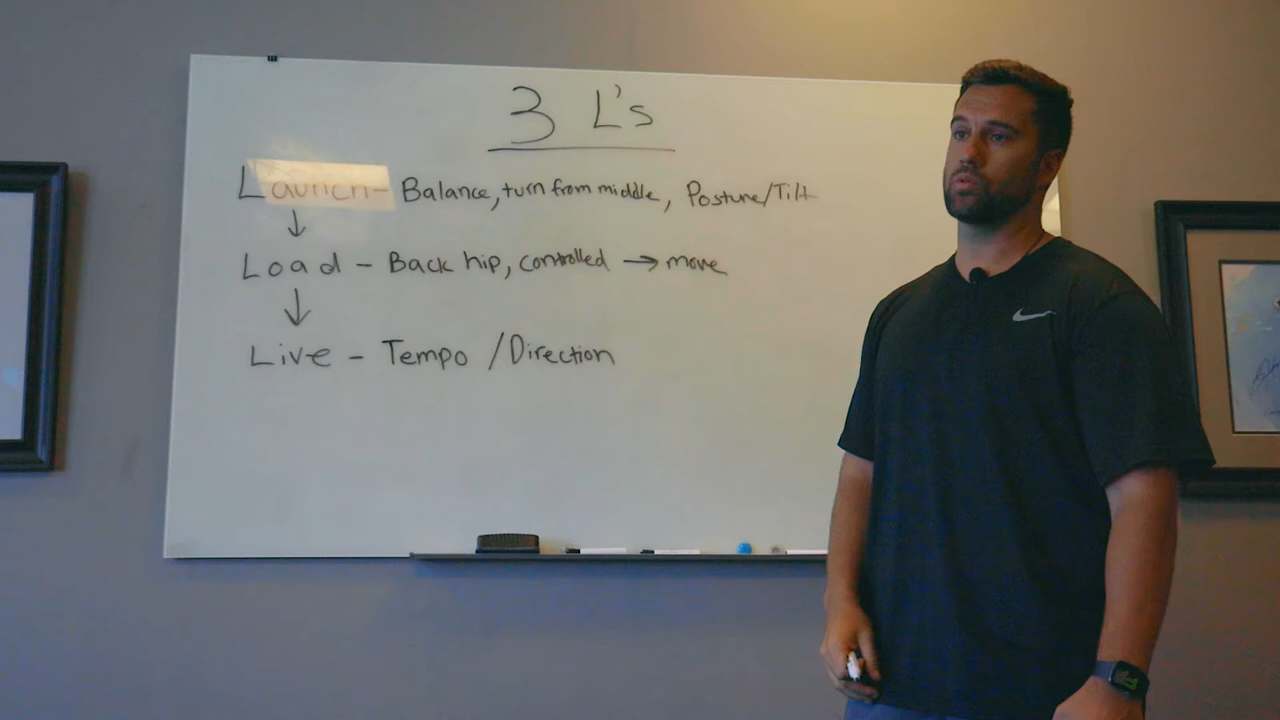 3 L's
Launch - Balance, turn from middle, Posture/Tilt
↓
Load - Back hip, controlled → move
↓
Live - Tempo / Direction